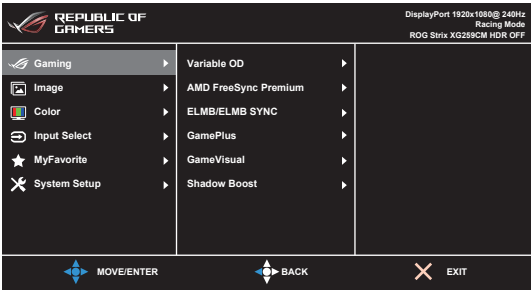 REPUBLIC OF
GAMERS
DisplayPort 1920x1080@ 240Hz
Racing Mode
ROG Strix XG259CM HDR OFF
Gaming
Image
Color
Input Select
MyFavorite
System Setup
Variable OD
AMD FreeSync Premium
ELMB/ELMB SYNC
GamePlus
GameVisual
Shadow Boost
MOVE/ENTER
BACK
EXIT